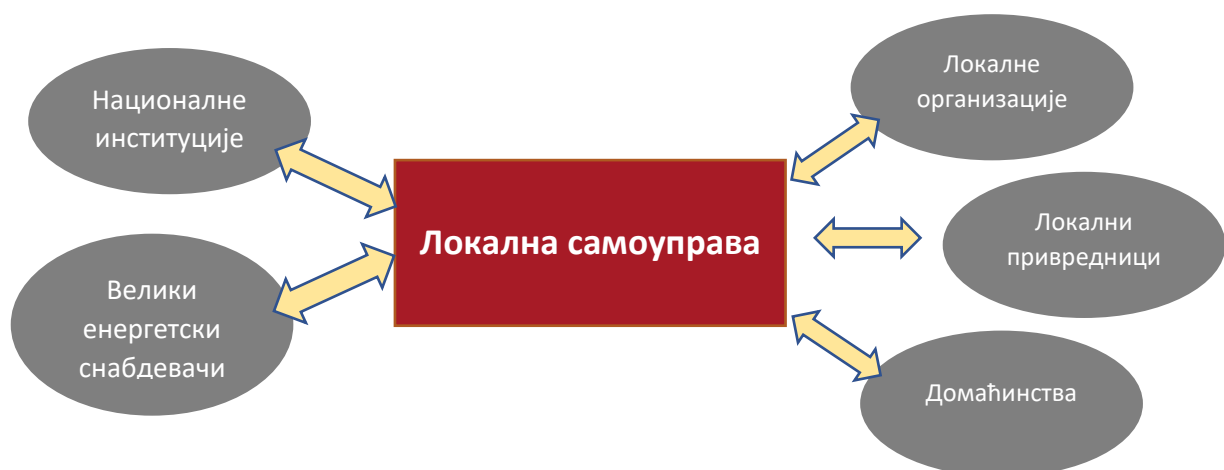 Националне
институције
Велики
енергетски
снабдевачи
Локална самоуправа
Локалне
организације
Локални
привредници
Домаћинства